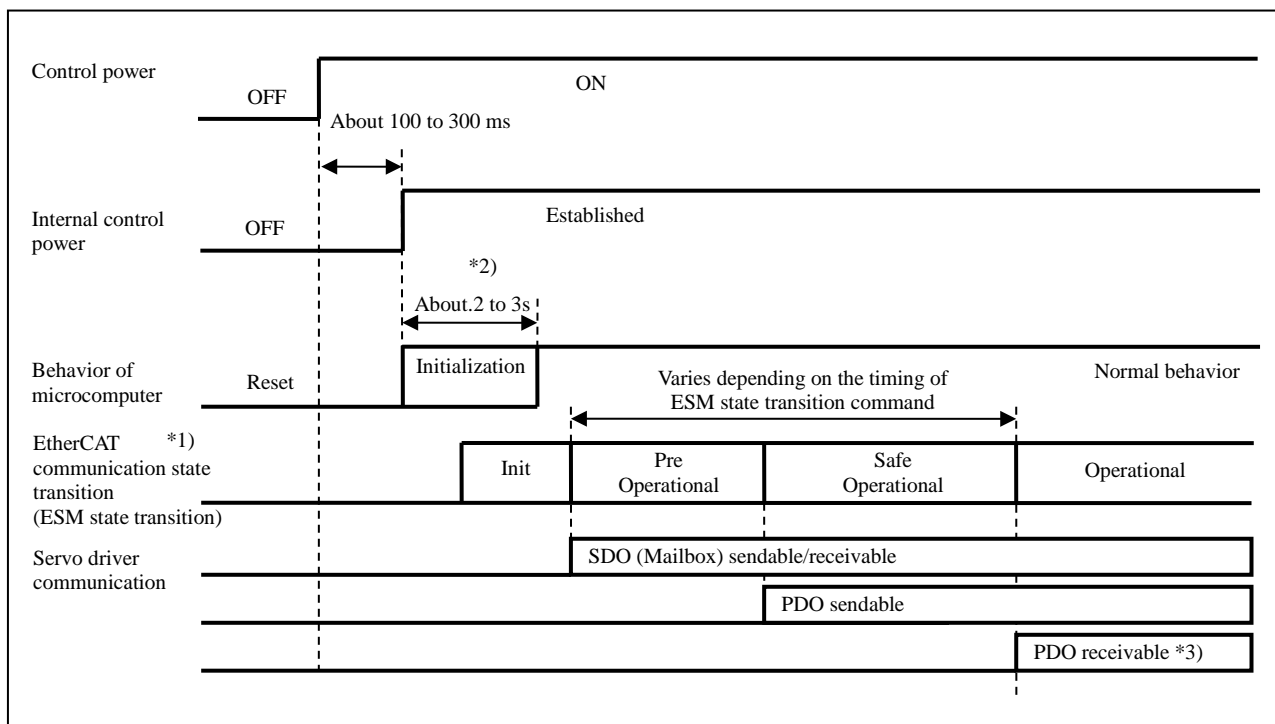 Control power
OFF
ON
About 100 to 300 ms
Internal control
power
OFF
Established
*2)
About.2 to 3s
Behavior of
microcomputer
Reset
Initialization
Varies depending on the timing of
ESM state transition command
Normal behavior
EtherCAT *1)
communication state
transition
(ESM state transition)
Init
Pre
Operational
Safe
Operational
Operational
Servo driver
communication
SDO (Mailbox) sendable/receivable
PDO sendable
PDO receivable *3)